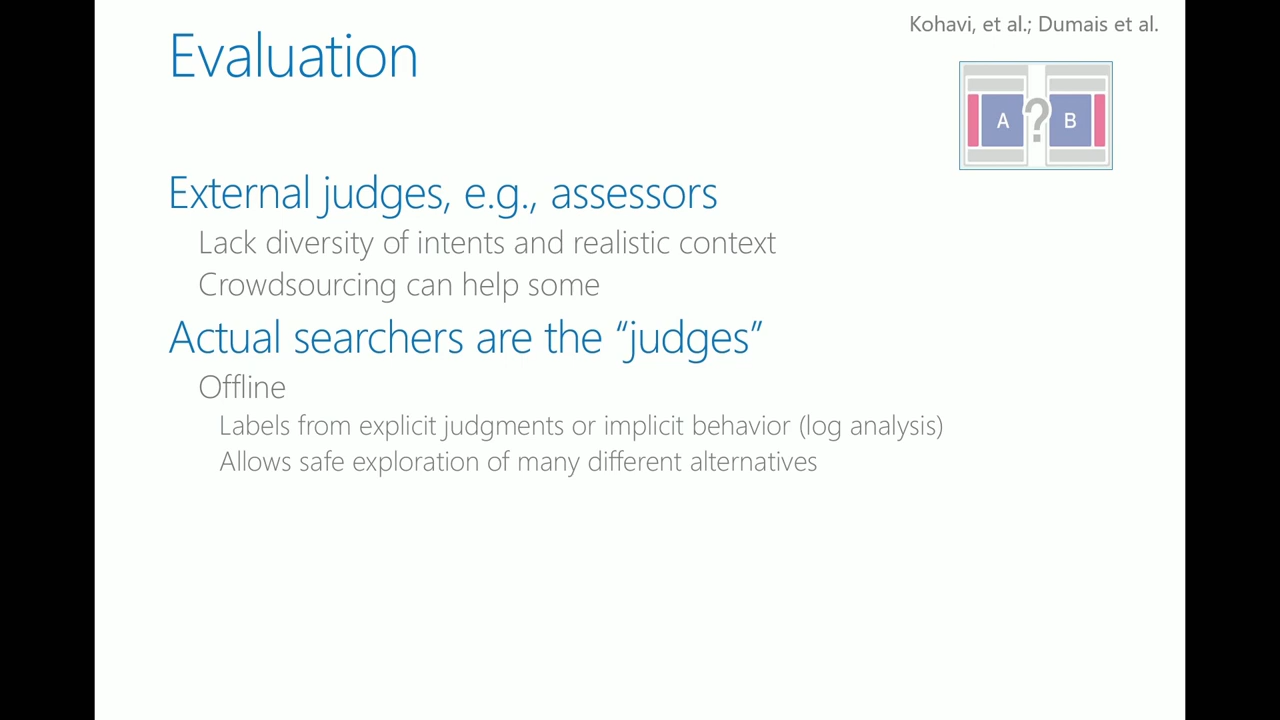 Kohavi, et al.; Dumais et al.
Evaluation
A ? B
External judges, e.g., assessors
Lack diversity of intents and realistic context
Crowdsourcing can help some
Actual searchers are the “judges”
Offline
Labels from explicit judgments or implicit behavior (log analysis)
Allows safe exploration of many different alternatives